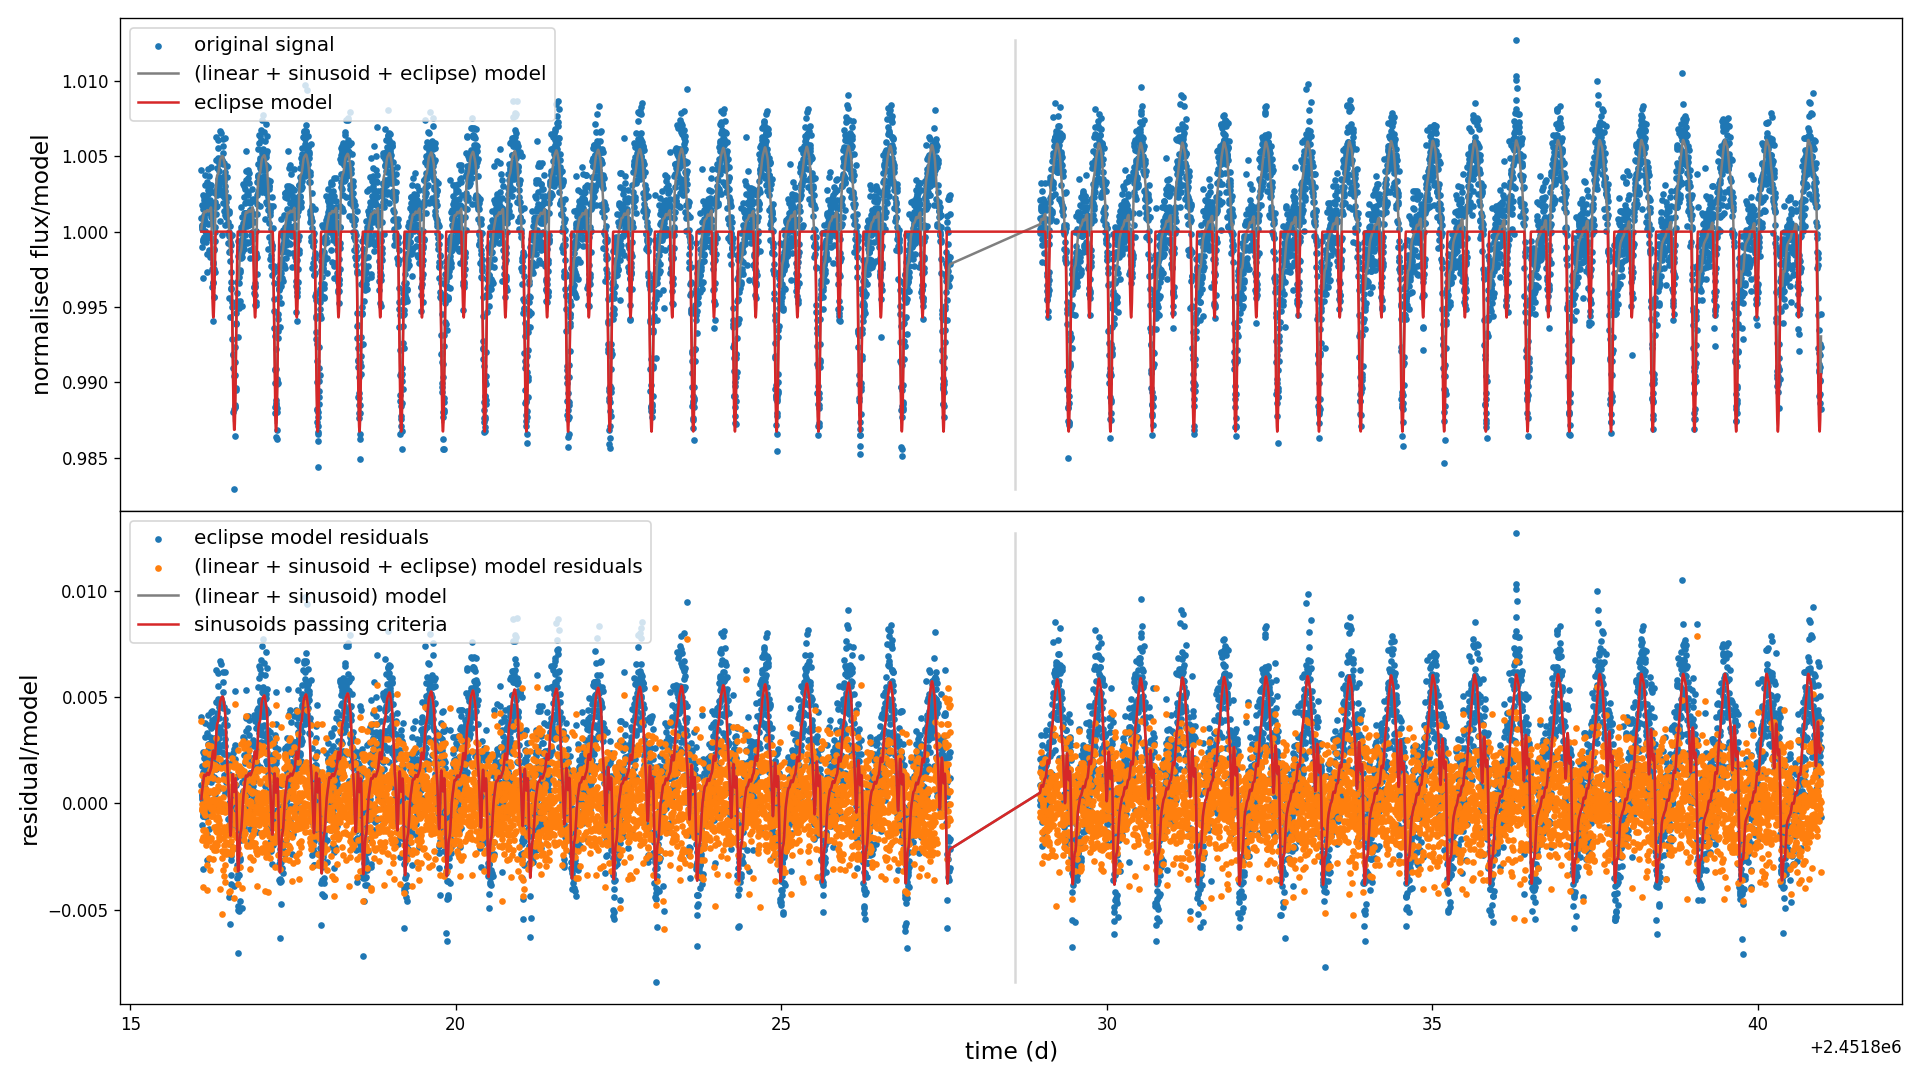 original signal
(linear + sinusoid + eclipse) model
eclipse model
1.010
1.005
1.000
0.995
0.990
0.985
normalised flux/model
eclipse model residuals
(linear + sinusoid + eclipse) model residuals
(linear + sinusoid) model
sinusoids passing criteria
0.010
0.005
0.000
−0.005
residual/model
15
20
25
30
35
40
time (d)
+2.4518e6